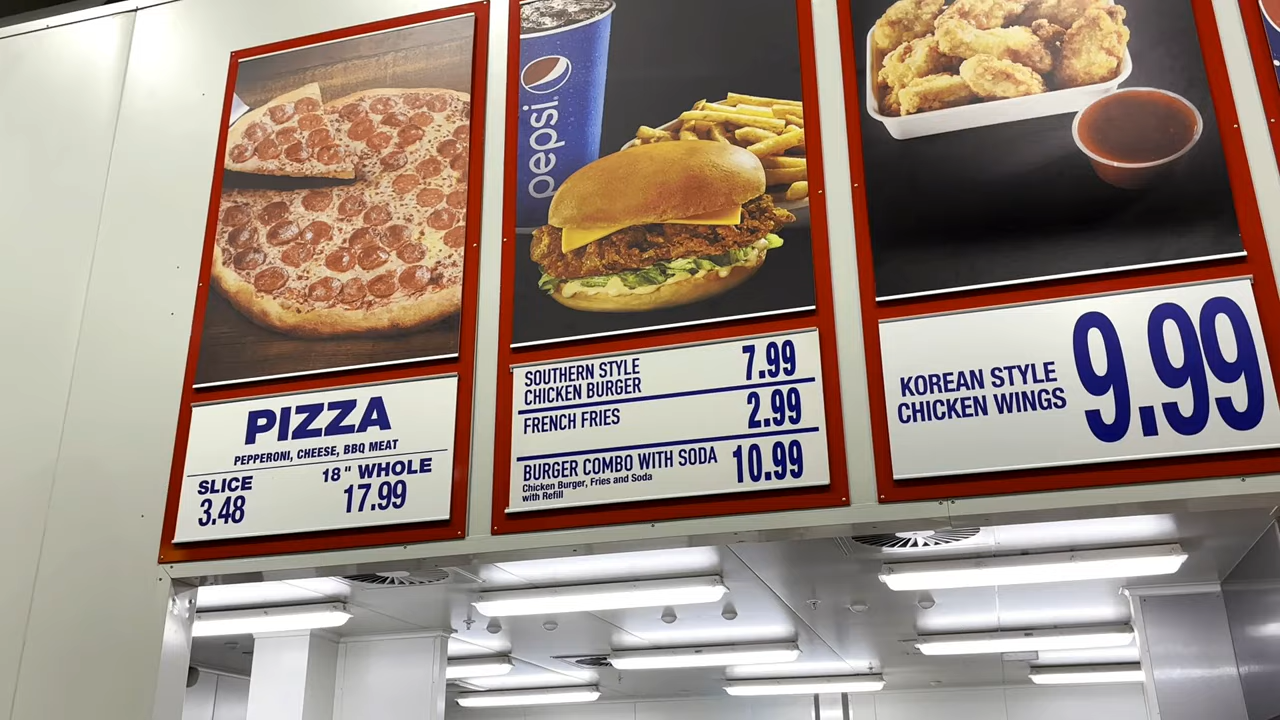 PIZZA
PEPPERONI, CHEESE, BBQ MEAT
SLICE
3.48
18" WHOLE
17.99
pepsi
SOUTHERN STYLE
CHICKEN BURGER
7.99
FRENCH FRIES
2.99
BURGER COMBO WITH SODA
10.99
Chicken Burger, Fries and Soda
with Refill
KOREAN STYLE
CHICKEN WINGS
9.99